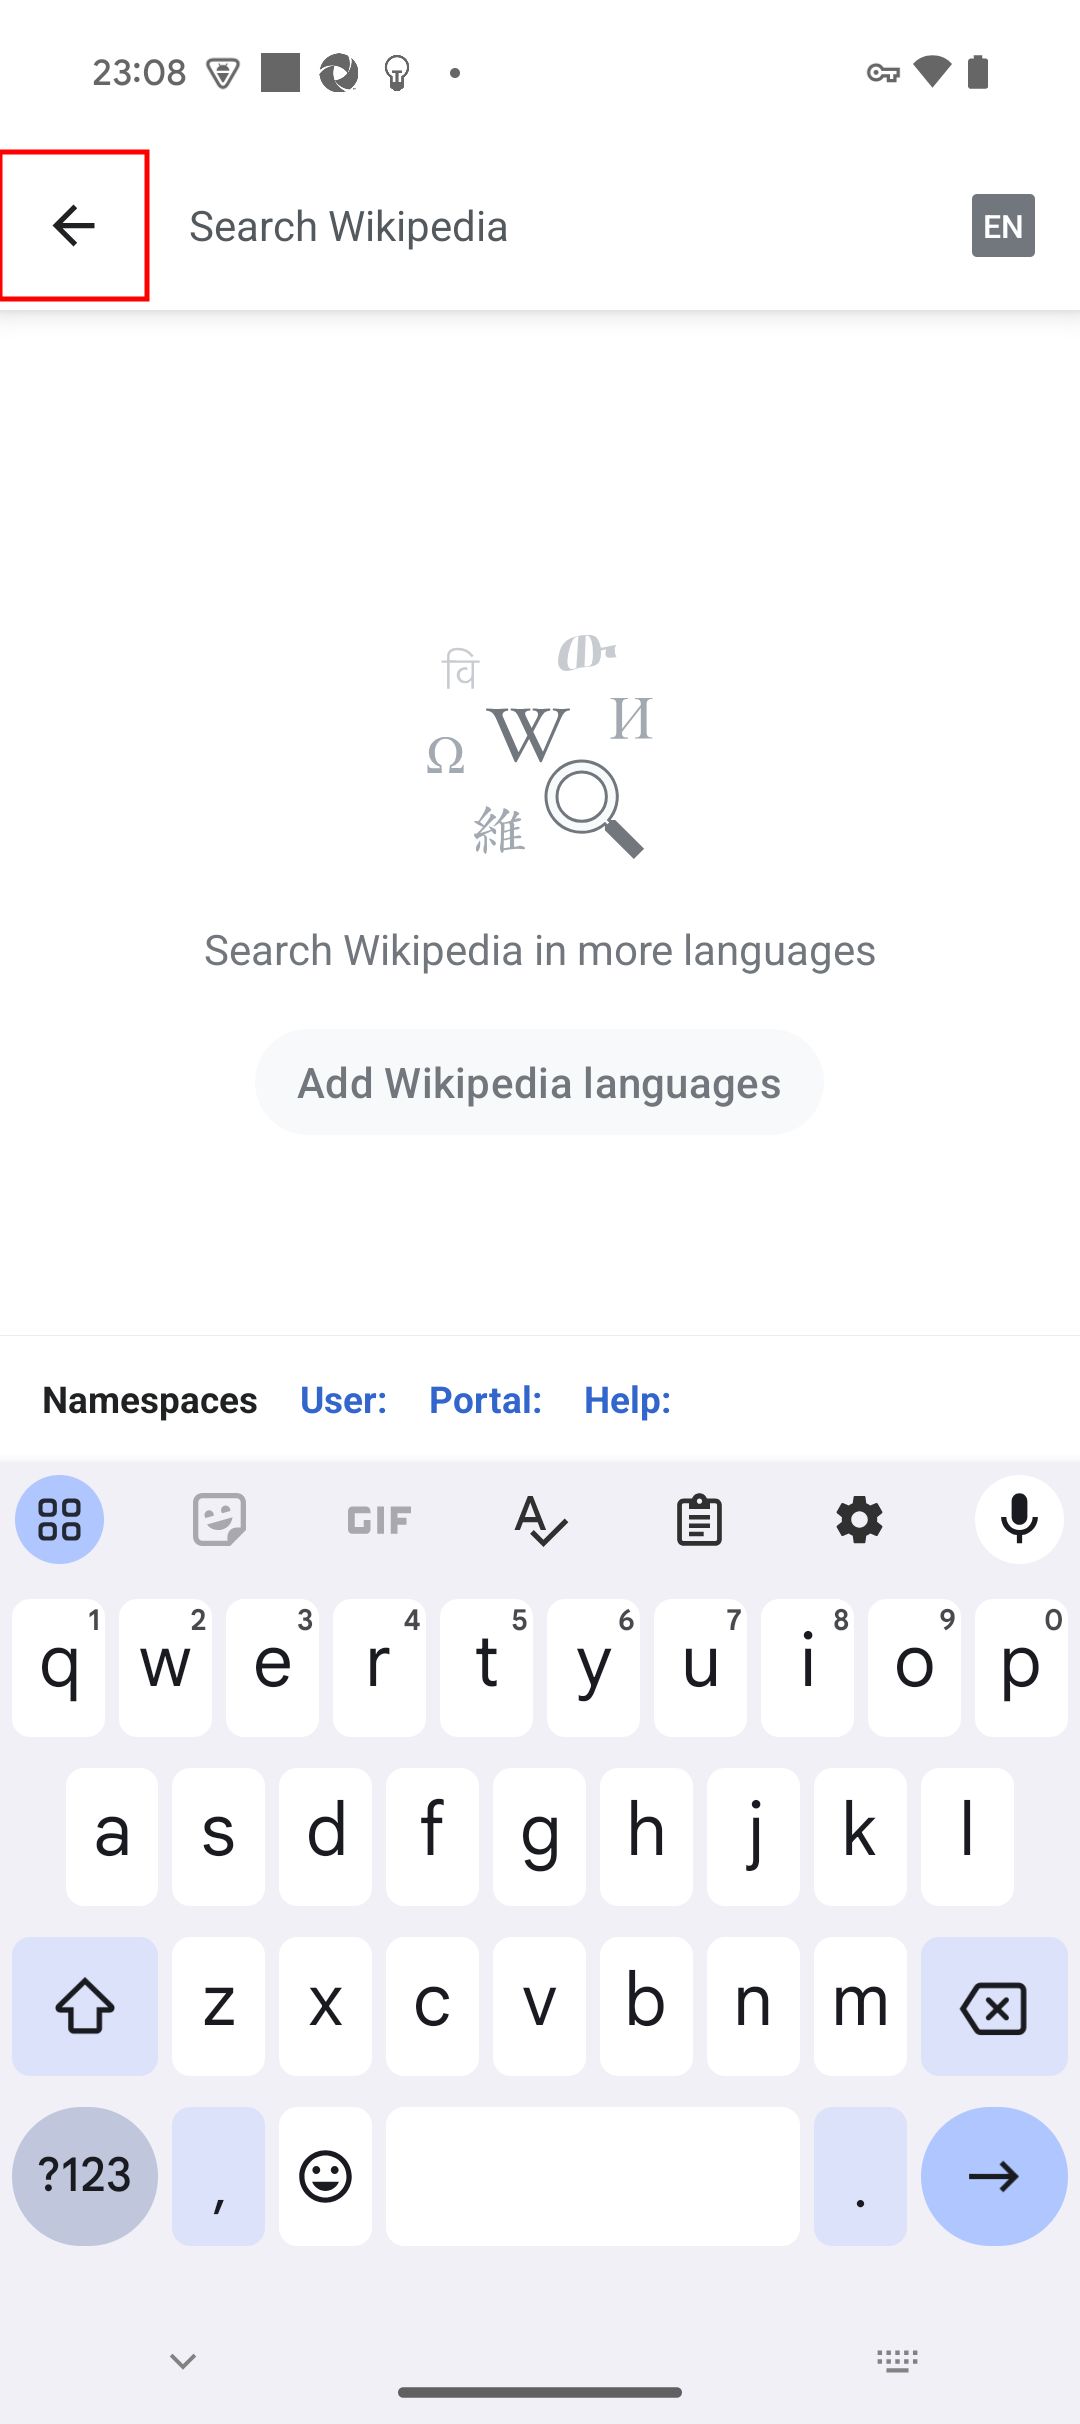 23:08
Search Wikipedia
EN
वि
W
И
Ω
維
Search Wikipedia in more languages
Add Wikipedia languages
Namespaces User: Portal: Help:
GIF
1 2 3 4 5 6 7 8 9 0
q w e r t y u i o p
a s d f g h j k l
z x c v b n m
?123 , .